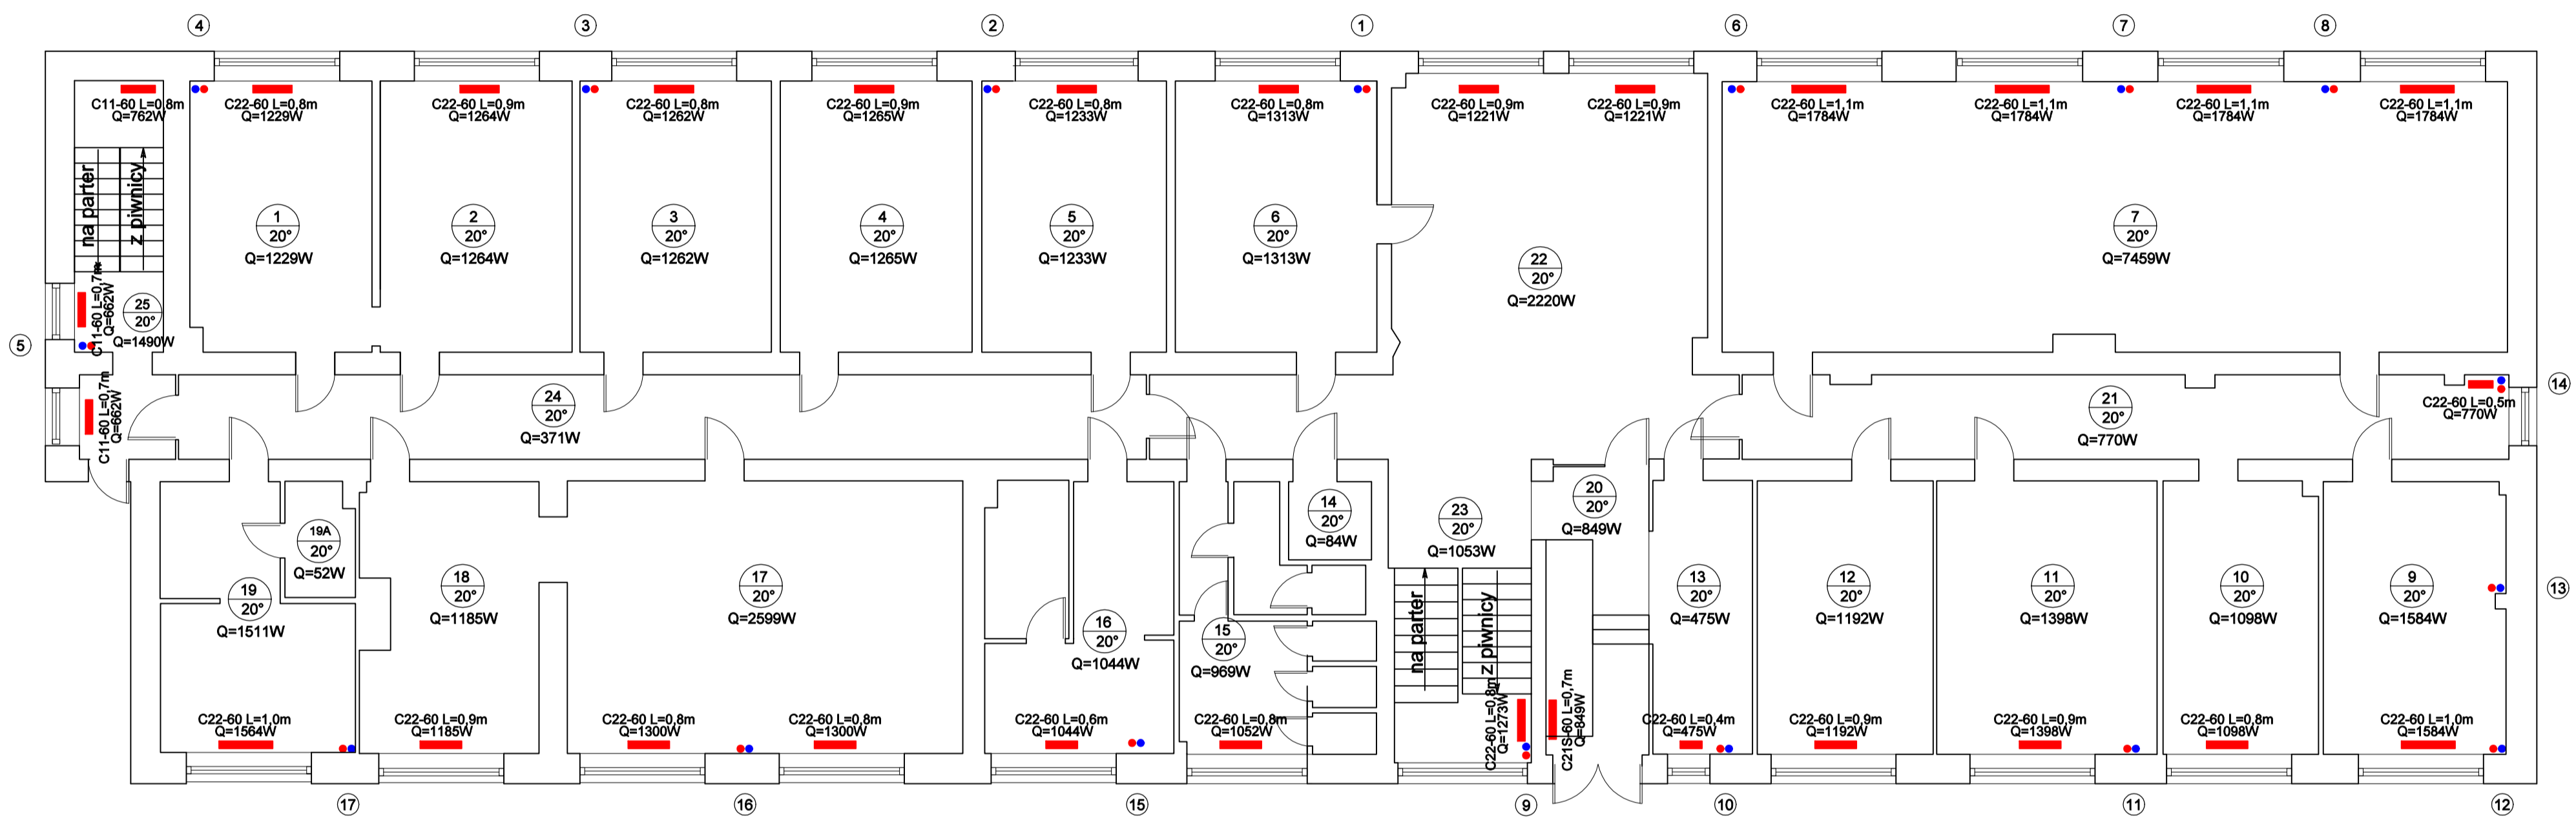 4
3
2
1
6
7
8
C11-60 L=0,8m
Q=762W
C22-60 L=0,8m
Q=1229W
C22-60 L=0,9m
Q=1264W
C22-60 L=0,8m
Q=1262W
C22-60 L=0,9m
Q=1265W
C22-60 L=0,8m
Q=1233W
C22-60 L=0,8m
Q=1313W
C22-60 L=0,9m
Q=1221W
C22-60 L=0,9m
Q=1221W
C22-60 L=1,1m
Q=1784W
C22-60 L=1,1m
Q=1784W
C22-60 L=1,1m
Q=1784W
C22-60 L=1,1m
Q=1784W
na parter
z piwnicy
1
20°
Q=1229W
2
20°
Q=1264W
3
20°
Q=1262W
4
20°
Q=1265W
5
20°
Q=1233W
6
20°
Q=1313W
22
20°
Q=2220W
7
20°
Q=7459W
C11-60 L=0,7m
Q=662W
25
20°
Q=1490W
5
C11-60 L=0,7m
Q=662W
24
20°
Q=371W
21
20°
Q=770W
C22-60 L=0,5m
Q=770W
14
19A
20°
Q=52W
14
20°
Q=84W
23
20°
Q=1053W
20
20°
Q=849W
19
20°
Q=1511W
18
20°
Q=1185W
17
20°
Q=2599W
16
20°
Q=1044W
15
20°
Q=969W
na parter
z piwnicy
13
20°
Q=475W
12
20°
Q=1192W
11
20°
Q=1398W
10
20°
Q=1098W
9
20°
Q=1584W
13
C22-60 L=1,0m
Q=1564W
C22-60 L=0,9m
Q=1185W
C22-60 L=0,8m
Q=1300W
C22-60 L=0,8m
Q=1300W
C22-60 L=0,6m
Q=1044W
C22-60 L=0,8m
Q=1052W
C22-60 L=0,8m
Q=1273W
C21S-60 L=0,7m
Q=849W
C22-60 L=0,4m
Q=475W
C22-60 L=0,9m
Q=1192W
C22-60 L=0,9m
Q=1398W
C22-60 L=0,8m
Q=1098W
C22-60 L=1,0m
Q=1584W
17
16
15
9
10
11
12